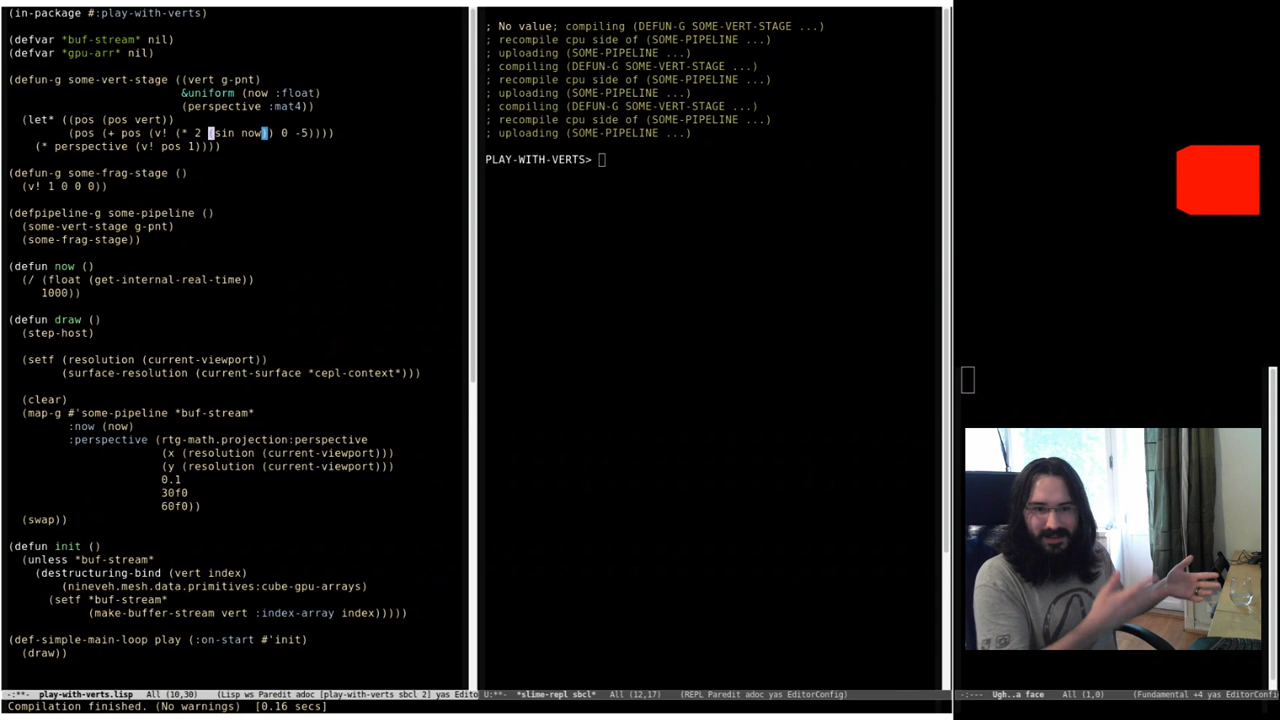 (in-package #:play-with-verts)
(defvar *buf-stream* nil)
(defvar *gpu-arr* nil)
(defun-g some-vert-stage ((vert g-pnt)
&uniform (now :float)
(perspective :mat4))
(let* ((pos (pos vert))
(pos (+ pos (v! (* 2 (sin now)) 0 -5))))
(* perspective (v! pos 1))))
(defun-g some-frag-stage ()
(v! 1 0 0 0))
(defpipeline-g some-pipeline ()
(some-vert-stage g-pnt)
(some-frag-stage))
(defun now ()
(/ (float (get-internal-real-time))
1000))
(defun draw ()
(step-host)
(setf (resolution (current-viewport))
(surface-resolution (current-surface *cepl-context*)))
(clear)
(map-g #'some-pipeline *buf-stream*
:now (now)
:perspective (rtg-math.projection:perspective
(x (resolution (current-viewport)))
(y (resolution (current-viewport)))
0.1
30f0
60f0))
(swap))
(defun init ()
(unless *buf-stream*
(destructuring-bind (vert index)
(nineveh.mesh.data.primitives:cube-gpu-arrays)
(setf *buf-stream*
(make-buffer-stream vert :index-array index)))))
(def-simple-main-loop play (:on-start #'init)
(draw))
-:**- play-with-verts.lisp All (10,30) (Lisp ws Paredit adoc [play-with-verts sbcl 2] yas Edito
Compilation finished. (No warnings) [0.16 secs]
; No value; compiling (DEFUN-G SOME-VERT-STAGE ...)
; recompile cpu side of (SOME-PIPELINE ...)
; uploading (SOME-PIPELINE ...)
; compiling (DEFUN-G SOME-VERT-STAGE ...)
; recompile cpu side of (SOME-PIPELINE ...)
; uploading (SOME-PIPELINE ...)
; compiling (DEFUN-G SOME-VERT-STAGE ...)
; recompile cpu side of (SOME-PIPELINE ...)
; uploading (SOME-PIPELINE ...)
PLAY-WITH-VERTS>
U:**- *slime-repl sbcl* All (12,17) (REPL Paredit adoc EditorConfig)
-:--- Ugh..a face All (1,0) (Fundamental +4 yas EditorConfi